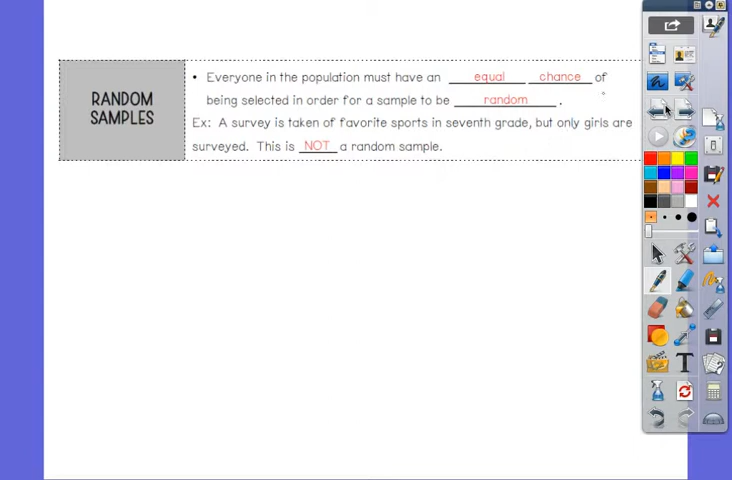 RANDOM
SAMPLES
• Everyone in the population must have an equal chance of
being selected in order for a sample to be random.
Ex: A survey is taken of favorite sports in seventh grade, but only girls are
surveyed. This is NOT a random sample.
T